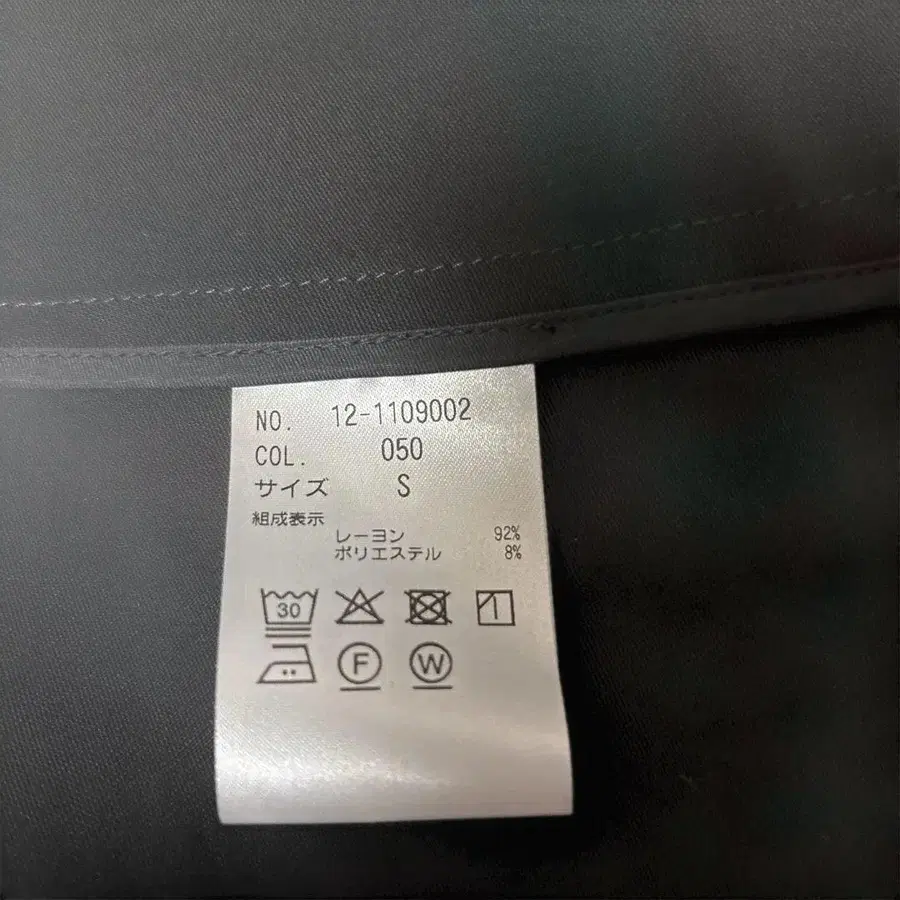 NO. 12-1109002
COL. 050
サイズ S
組成表示
レーヨン 92%
ポリエステル 8%
30
F W